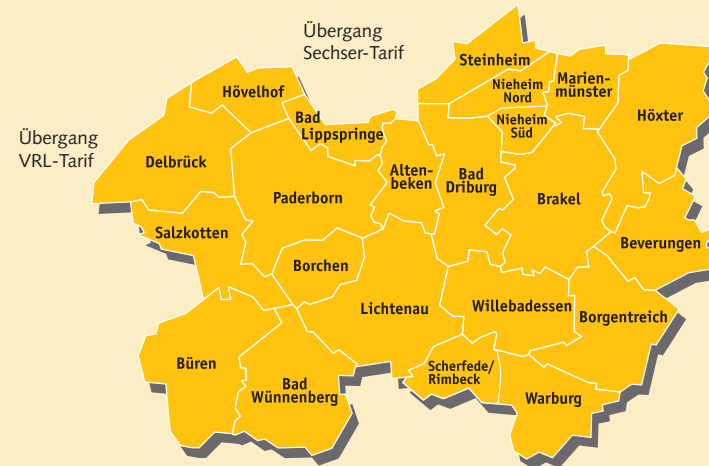 Übergang
Sechser-Tarif
Übergang
VRL-Tarif
Steinheim
Nieheim
Nord
Marien-
münster
Hövelhof
Bad
Lippspringe
Nieheim
Süd
Höxter
Delbrück
Alten-
beken
Bad
Driburg
Paderborn
Brakel
Salzkotten
Beverungen
Borchen
Lichtenau
Willebadessen
Borgentreich
Büren
Scherfede/
Rimbeck
Bad
Wünnenberg
Warburg